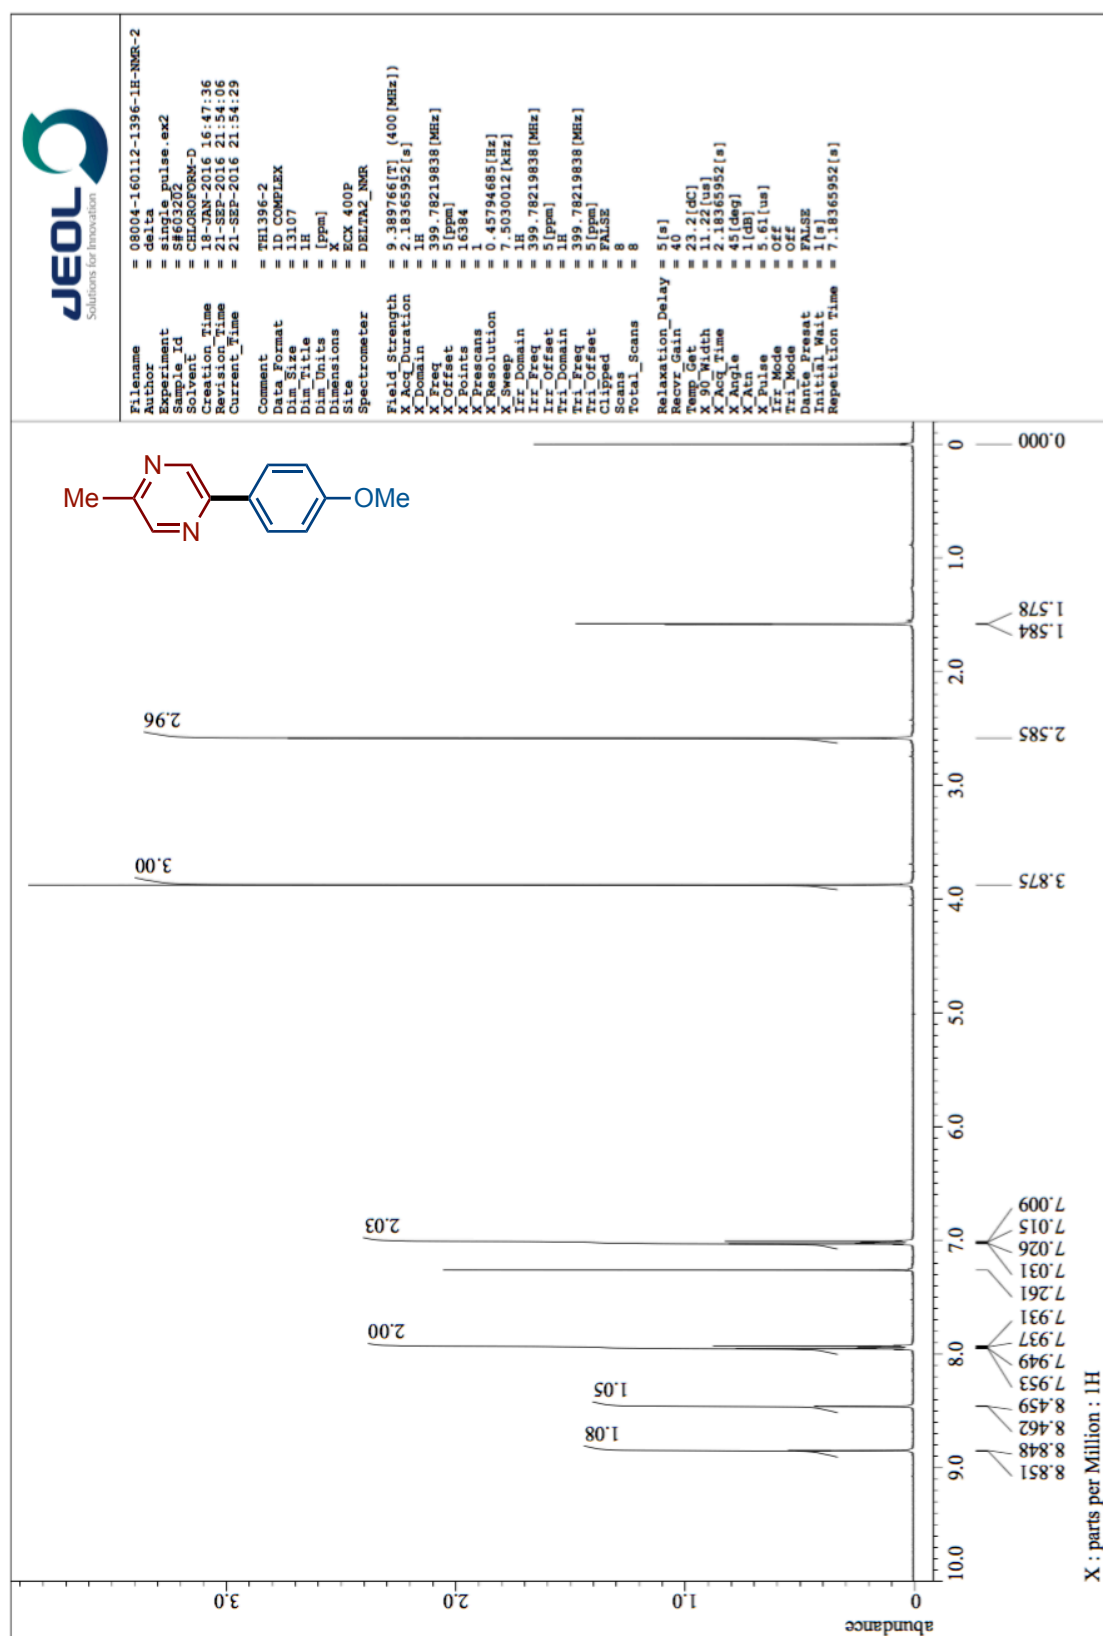 JEOL
Solutions for Innovation
Filename = 08004-160112-1396-1H-NMR-2
Author = delta
Experiment = single_pulse.ex2
Sample_Id = S#603202
Solvent = CHLOROFORM-D
Creation_Time = 18-JAN-2016 16:47:36
Revision_Time = 21-SEP-2016 21:54:06
Current_Time = 21-SEP-2016 21:54:29
Comment = TH1396-2
Data_Format = 1D COMPLEX
Dim_Size = 13107
Dim_Title = 1H
Dim_Units = [ppm]
Dimensions = X
Site = ECX 400P
Spectrometer = DELTA2_NMR
Field_Strength = 9.389766[T] (400[MHz])
X_Acq_Duration = 2.18365952[s]
X_Domain = 1H
X_Freq = 399.78219838[MHz]
X_Offset = 5[ppm]
X_Points = 16384
X_Prescans = 1
X_Resolution = 0.45794685[Hz]
X_Sweep = 7.5030012[kHz]
Irr_Domain = 1H
Irr_Freq = 399.78219838[MHz]
Irr_Offset = 5[ppm]
Tri_Domain = 1H
Tri_Freq = 399.78219838[MHz]
Tri_Offset = 5[ppm]
Clipped = FALSE
Scans = 8
Total_Scans = 8
Relaxation_Delay = 5[s]
Recvr_Gain = 40
Temp_Get = 23.2[dC]
X_90_Width = 11.22[us]
X_Acq_Time = 2.18365952[s]
X_Angle = 45[deg]
X_Atn = 1[dB]
X_Pulse = 5.61[us]
Irr_Mode = Off
Tri_Mode = Off
Dante_Presat = FALSE
Initial_Wait = 1[s]
Repetition_Time = 7.18365952[s]
Me
N
N
OMe
1.08
1.05
2.00
2.03
3.00
2.96
abundance
0
1.0
2.0
3.0
10.0
9.0
8.0
7.0
6.0
5.0
4.0
3.0
2.0
1.0
0
8.851
8.848
8.462
8.459
7.953
7.949
7.937
7.931
7.261
7.031
7.026
7.015
7.009
3.875
2.585
1.584
1.578
0.000
X : parts per Million : 1H